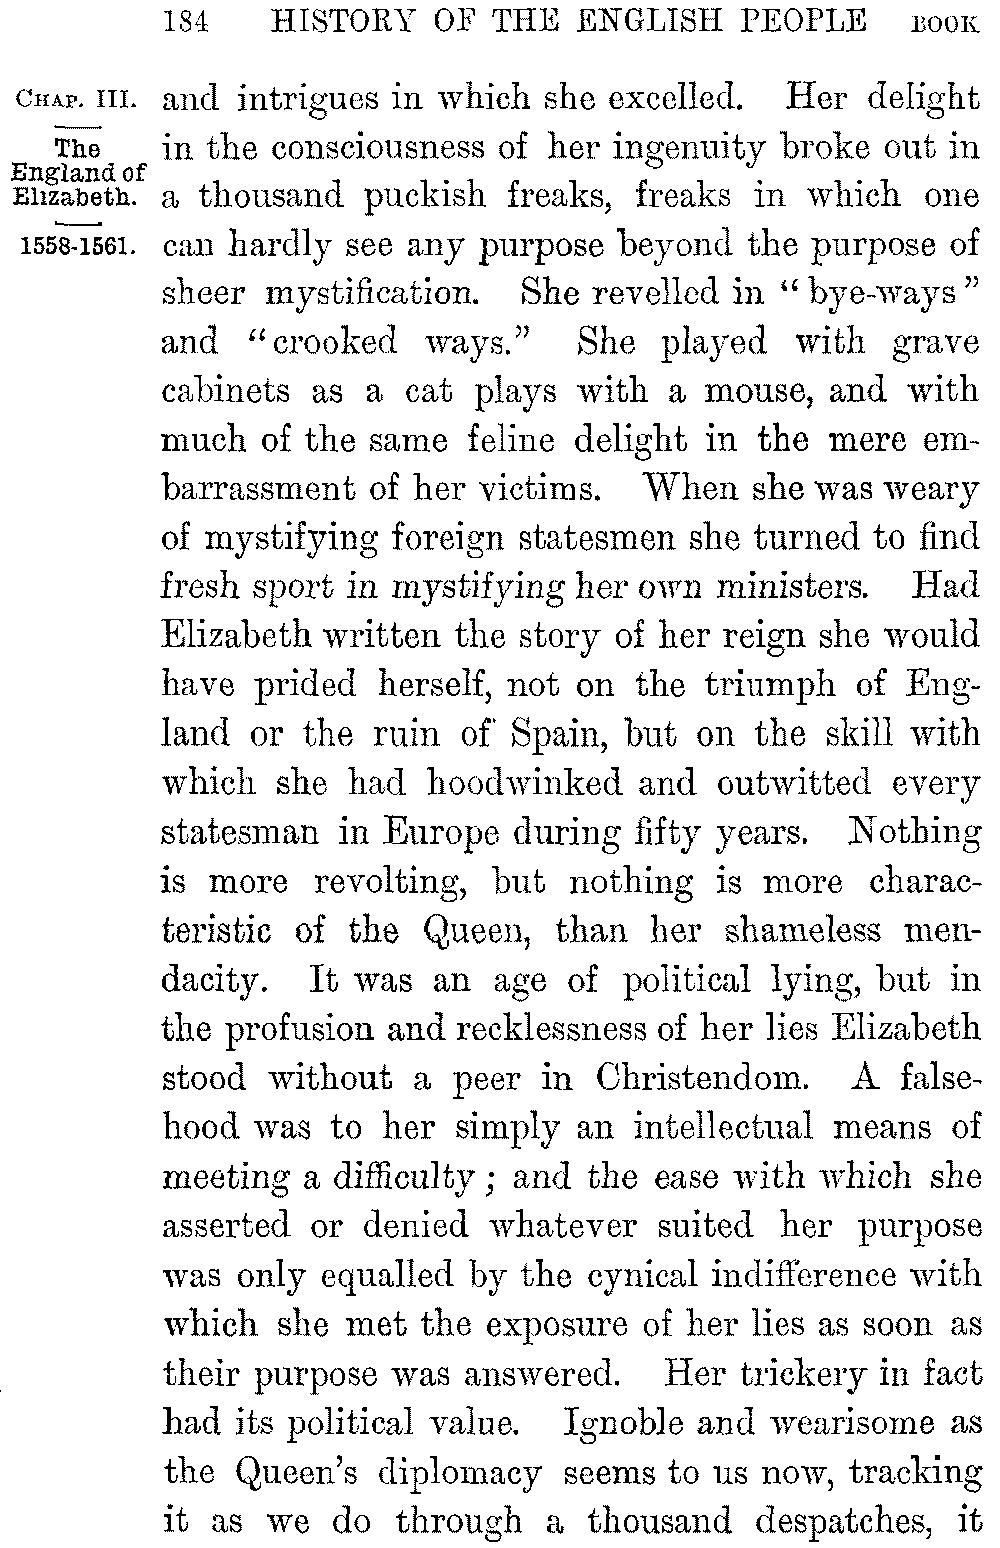 184 HISTORY OF THE ENGLISH PEOPLE BOOK
CHAP. III.
The
England of
Elizabeth.
1558-1561.
and intrigues in which she excelled. Her delight
in the consciousness of her ingenuity broke out in
a thousand puckish freaks, freaks in which one
can hardly see any purpose beyond the purpose of
sheer mystification. She revelled in “bye-ways”
and “crooked ways.” She played with grave
cabinets as a cat plays with a mouse, and with
much of the same feline delight in the mere em-
barrassment of her victims. When she was weary
of mystifying foreign statesmen she turned to find
fresh sport in mystifying her own ministers. Had
Elizabeth written the story of her reign she would
have prided herself, not on the triumph of Eng-
land or the ruin of Spain, but on the skill with
which she had hoodwinked and outwitted every
statesman in Europe during fifty years. Nothing
is more revolting, but nothing is more charac-
teristic of the Queen, than her shameless men-
dacity. It was an age of political lying, but in
the profusion and recklessness of her lies Elizabeth
stood without a peer in Christendom. A false-
hood was to her simply an intellectual means of
meeting a difficulty; and the ease with which she
asserted or denied whatever suited her purpose
was only equalled by the cynical indifference with
which she met the exposure of her lies as soon as
their purpose was answered. Her trickery in fact
had its political value. Ignoble and wearisome as
the Queen's diplomacy seems to us now, tracking
it as we do through a thousand despatches, it